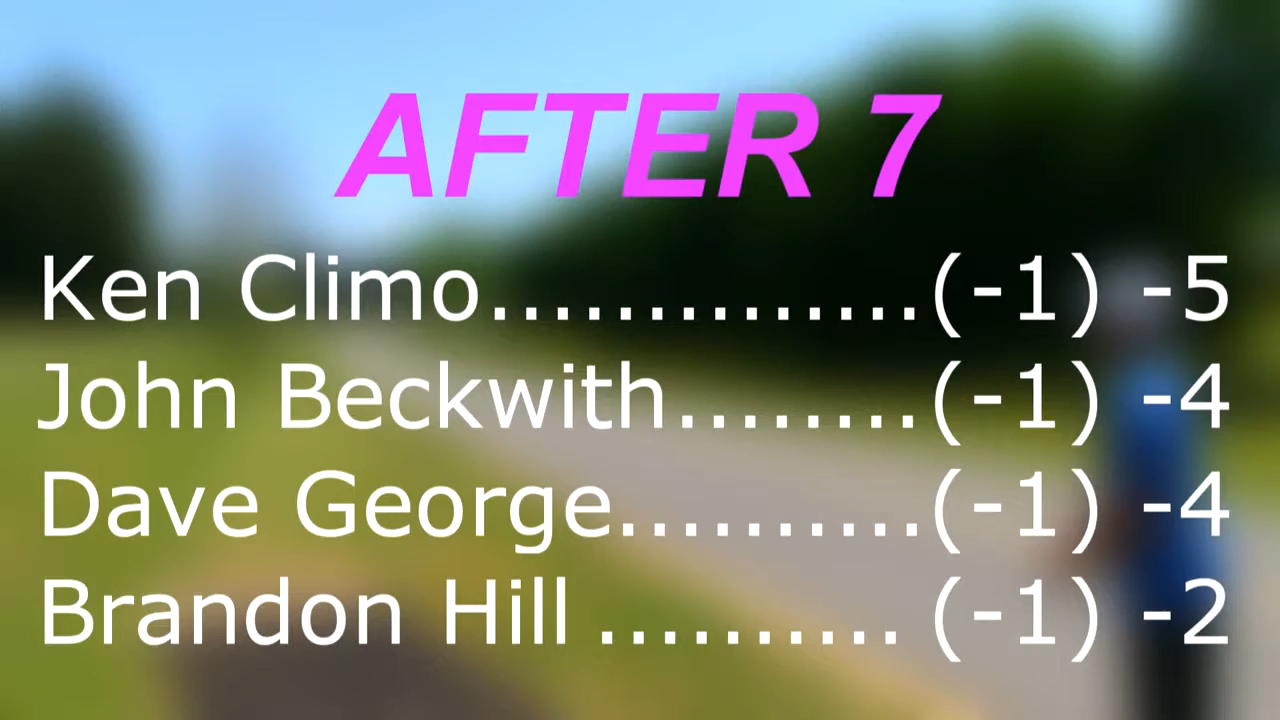 AFTER 7
Ken Climo..............(-1) -5
John Beckwith........(-1) -4
Dave George..........(-1) -4
Brandon Hill .......... (-1) -2